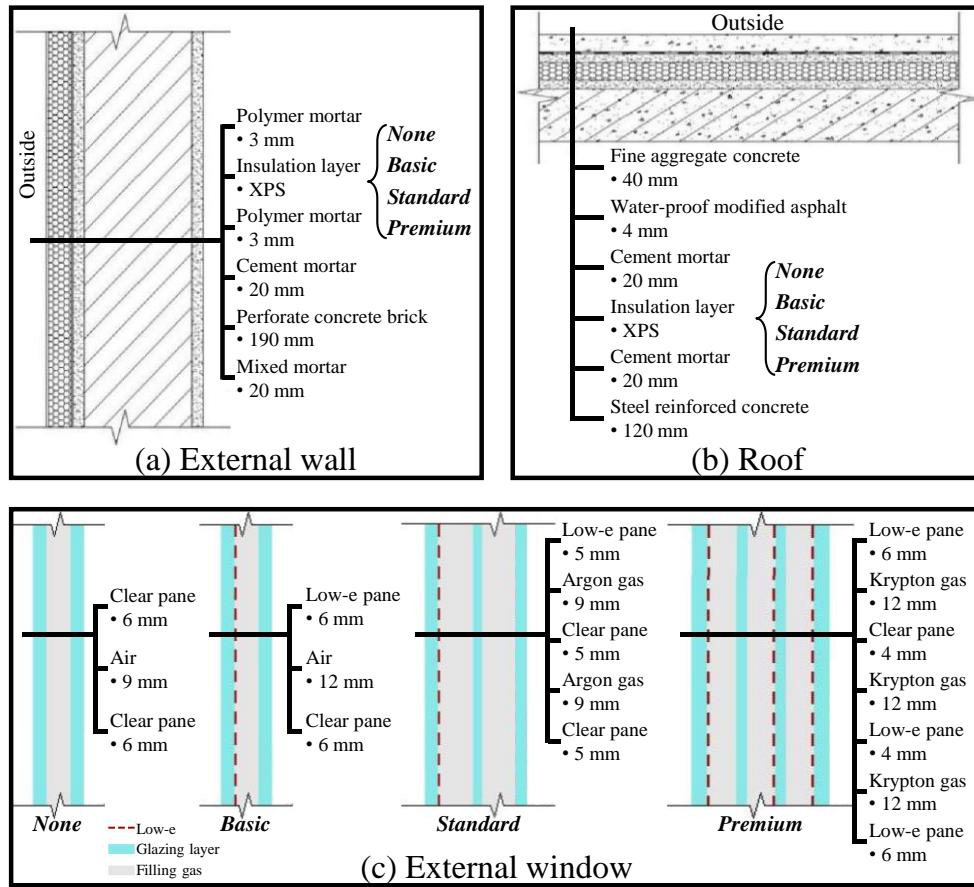 Outside
Polymer mortar
• 3 mm
Insulation layer
• XPS
Polymer mortar
• 3 mm
Cement mortar
• 20 mm
Perforate concrete brick
• 190 mm
Mixed mortar
• 20 mm
None
Basic
Standard
Premium
(a) External wall
Outside
Fine aggregate concrete
• 40 mm
Water-proof modified asphalt
• 4 mm
Cement mortar
• 20 mm
Insulation layer
• XPS
Cement mortar
• 20 mm
Steel reinforced concrete
• 120 mm
None
Basic
Standard
Premium
(b) Roof
Clear pane
• 6 mm
Air
• 9 mm
Clear pane
• 6 mm
None
Low-e pane
• 6 mm
Air
• 12 mm
Clear pane
• 6 mm
Basic
Low-e pane
• 5 mm
Argon gas
• 9 mm
Clear pane
• 5 mm
Argon gas
• 9 mm
Clear pane
• 5 mm
Standard
Low-e pane
• 6 mm
Krypton gas
• 12 mm
Clear pane
• 4 mm
Krypton gas
• 12 mm
Low-e pane
• 4 mm
Krypton gas
• 12 mm
Low-e pane
• 6 mm
Premium
Low-e
Glazing layer
Filling gas
(c) External window